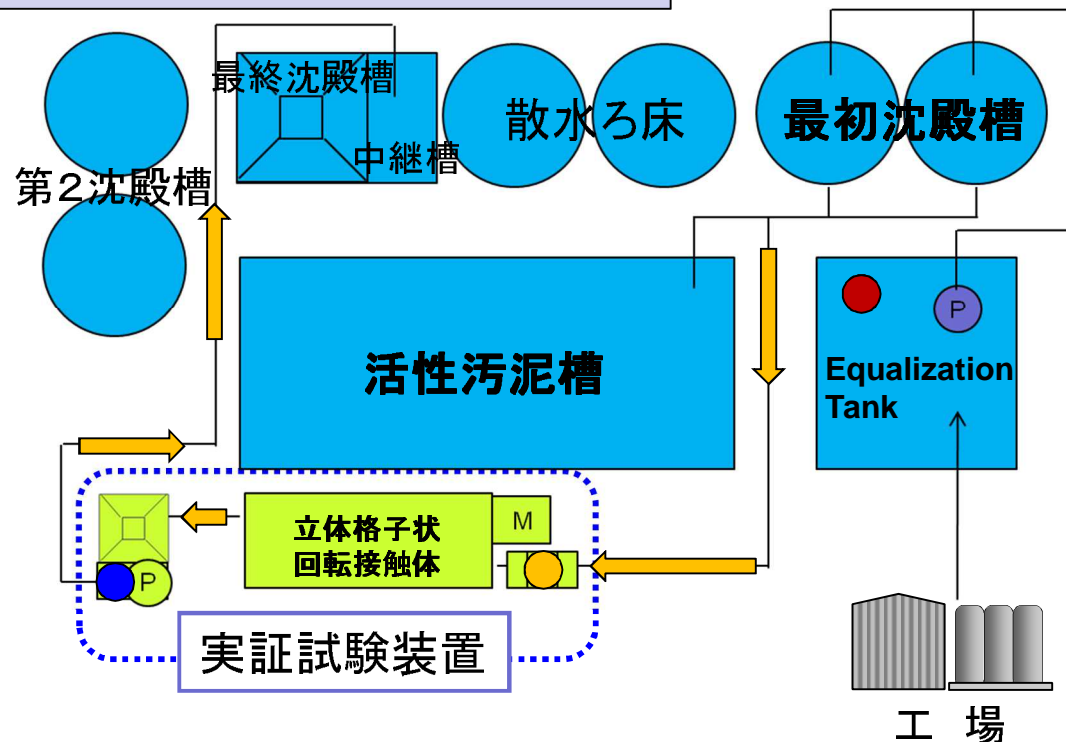 最終沈殿槽
中継槽
散水ろ床
最初沈殿槽
第２沈殿槽
活性汚泥槽
P
Equalization
Tank
立体格子状
回転接触体
M
P
実証試験装置
工 場